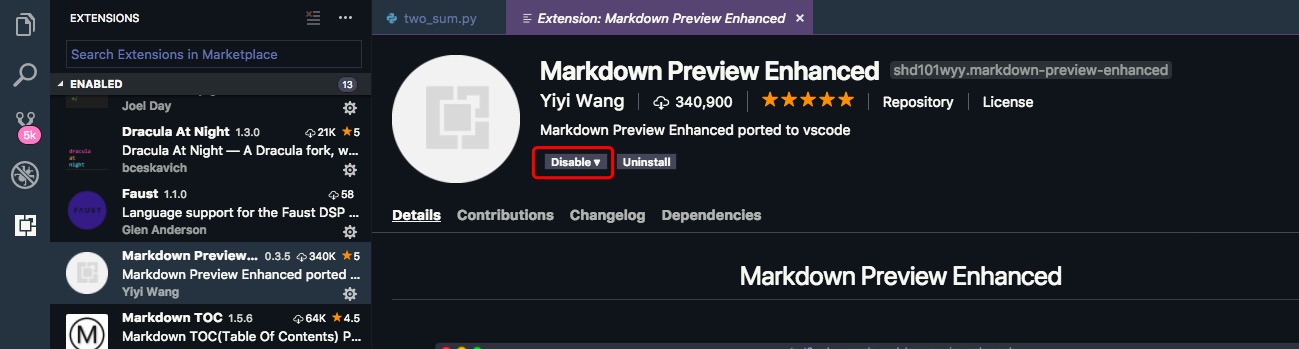 EXTENSIONS
Search Extensions in Marketplace
ENABLED 13
Joel Day
Dracula At Night 1.3.0 21K ★5
Dracula At Night — A Dracula fork, w...
bceskavich
dracula
at
night
Faust 1.1.0 58
Language support for the Faust DSP ...
Glen Anderson
FAUST
Markdown Preview... 0.3.5 340K ★5
Markdown Preview Enhanced ported ...
Yiyi Wang
Markdown TOC 1.5.6 64K ★4.5
Markdown TOC(Table Of Contents) P...
M
5k
two_sum.py
Extension: Markdown Preview Enhanced ×
Markdown Preview Enhanced shd101wyy.markdown-preview-enhanced
Yiyi Wang 340,900 ★★★★★ Repository License
Markdown Preview Enhanced ported to vscode
Disable ▾ Uninstall
Details Contributions Changelog Dependencies
Markdown Preview Enhanced